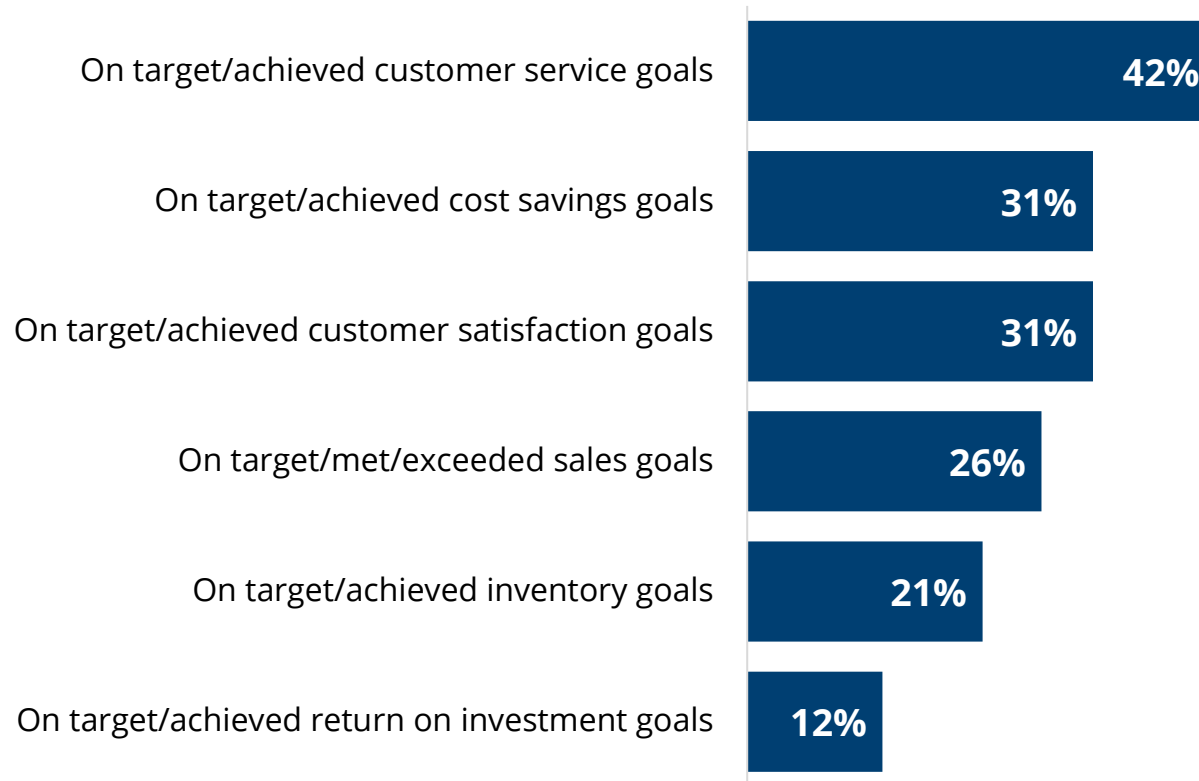 On target/achieved customer service goals 42%
On target/achieved cost savings goals 31%
On target/achieved customer satisfaction goals 31%
On target/met/exceeded sales goals 26%
On target/achieved inventory goals 21%
On target/achieved return on investment goals 12%